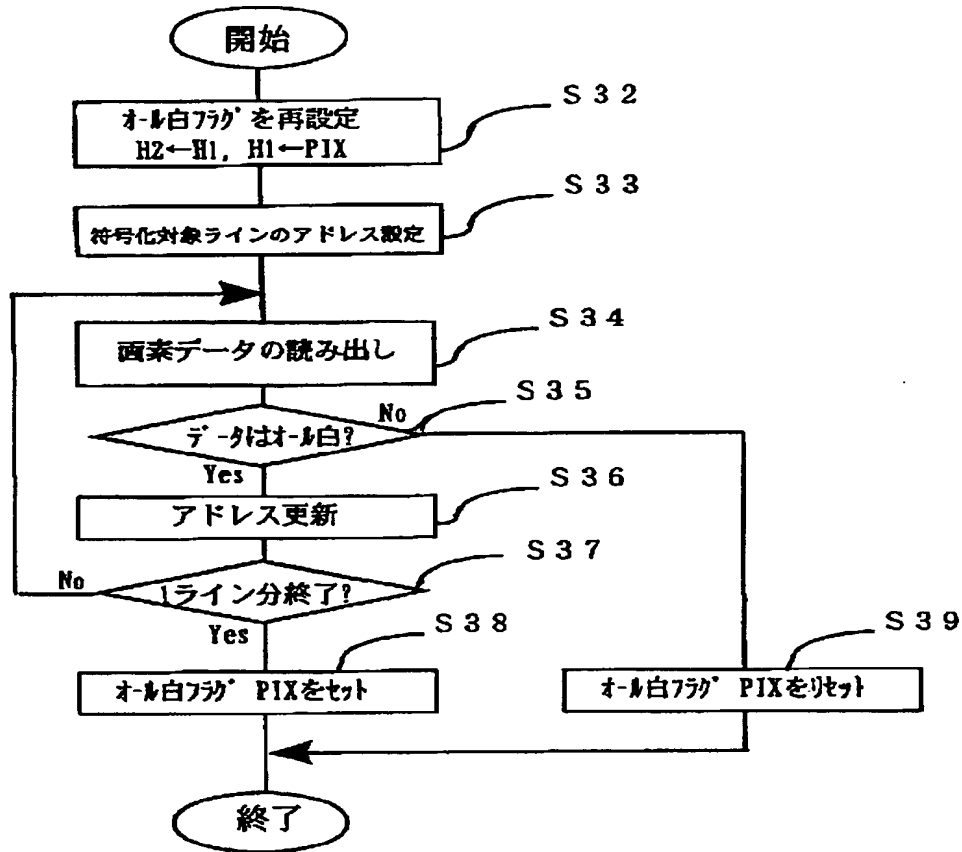 開始
S32
オール白フラグを再設定
H2←H1, H1←PIX
S33
符号化対象ラインのアドレス設定
S34
画素データの読み出し
S35
No
データはオール白?
Yes
S36
アドレス更新
S37
No
1ライン分終了?
Yes
S38
S39
オール白フラグ PIXをセット
オール白フラグ PIXをリセット
終了